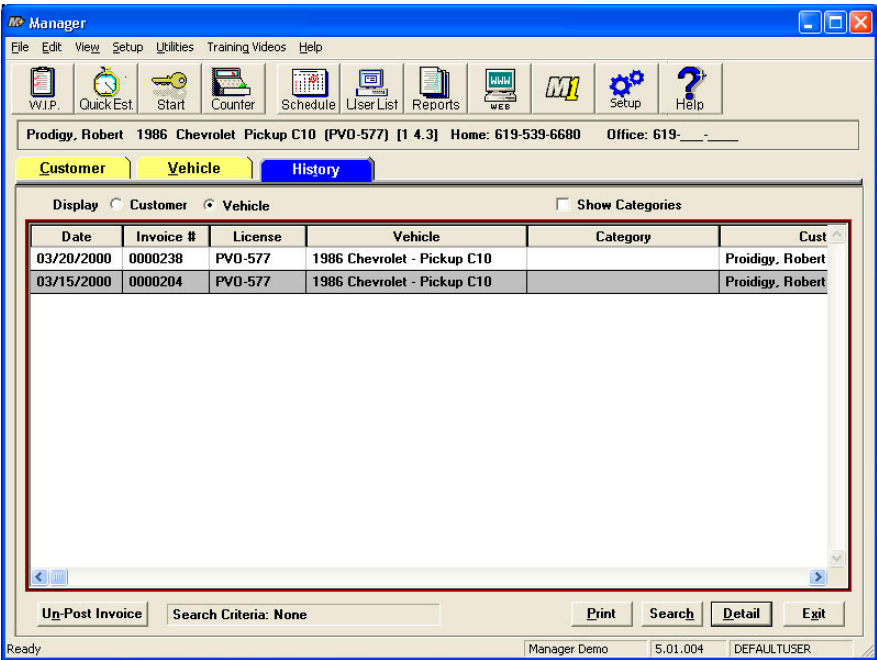 Manager
File Edit View Setup Utilities Training Videos Help
W.I.P. Quick Est. Start Counter Schedule User List Reports WWW WEB M1 Setup Help
Prodigy, Robert 1986 Chevrolet Pickup C10 (PVO-577) [1 4.3] Home: 619-539-6680 Office: 619-___-____
Customer Vehicle History
Display Customer Vehicle Show Categories
Date Invoice # License Vehicle Category Cust
03/20/2000 0000238 PVO-577 1986 Chevrolet - Pickup C10 Proidigy, Robert
03/15/2000 0000204 PVO-577 1986 Chevrolet - Pickup C10 Proidigy, Robert
Un-Post Invoice Search Criteria: None Print Search Detail Exit
Ready Manager Demo 5.01.004 DEFAULTUSER